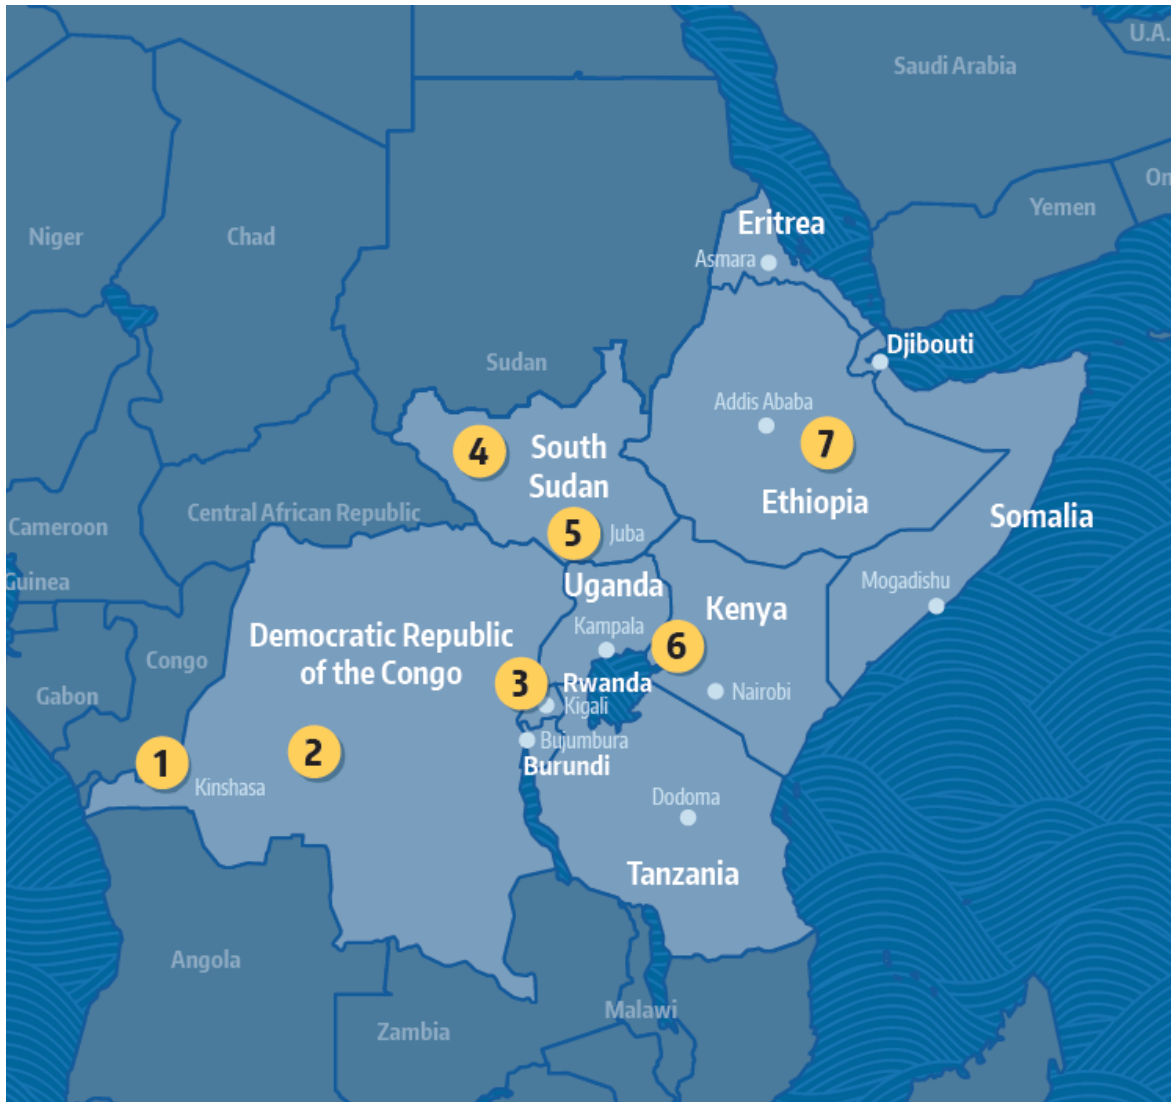 U.A.
Saudi Arabia
On
Yemen
Eritrea
Asmara
Niger
Chad
Djibouti
Sudan
Addis Ababa
7
Ethiopia
4
South
Sudan
5
Juba
Somalia
Central African Republic
Cameroon
Guinea
Mogadishu
Uganda
Kampala
Kenya
6
Nairobi
Democratic Republic
of the Congo
Congo
Gabon
3
Rwanda
Kigali
Bujumbura
Burundi
1
2
Kinshasa
Dodoma
Tanzania
Angola
Zambia
Malawi